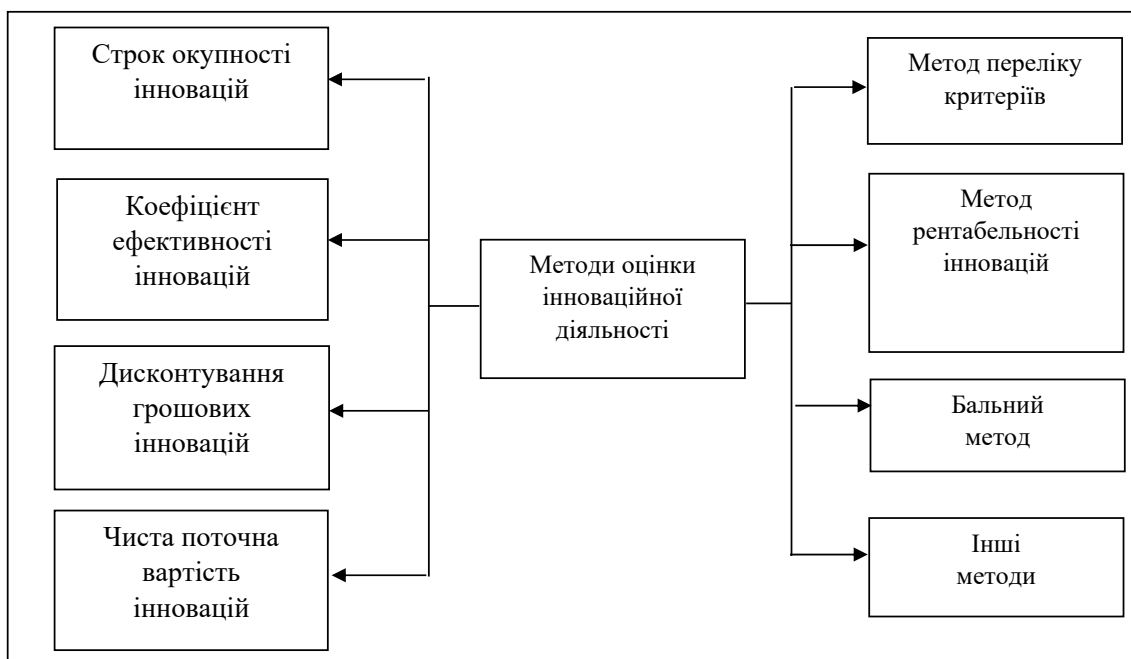 Строк окупності
інновацій
Коефіцієнт
ефективності
інновацій
Дисконтування
грошових
інновацій
Чиста поточна
вартість
інновацій
Методи оцінки
інноваційної
діяльності
Метод переліку
критеріїв
Метод
рентабельності
інновацій
Бальний
метод
Інші
методи